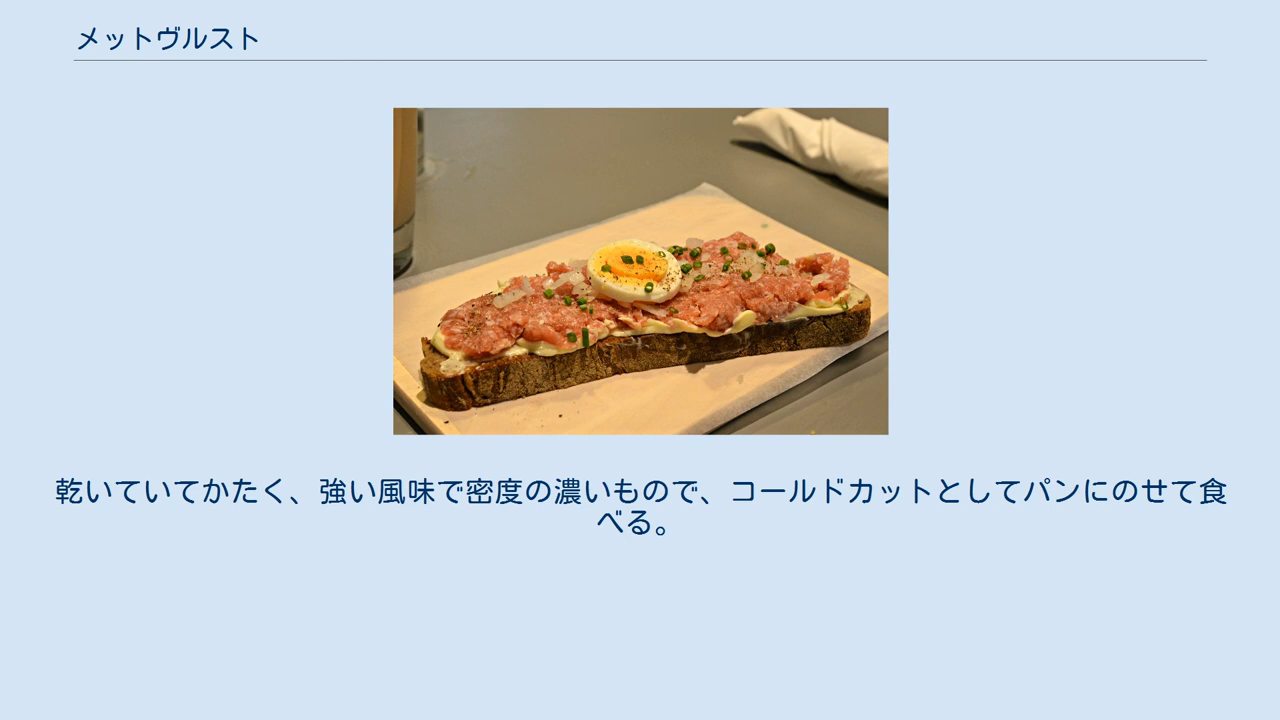 メットヴルスト
乾いていてかたく、強い風味で密度の濃いもので、コールドカットとしてパンにのせて食
べる。